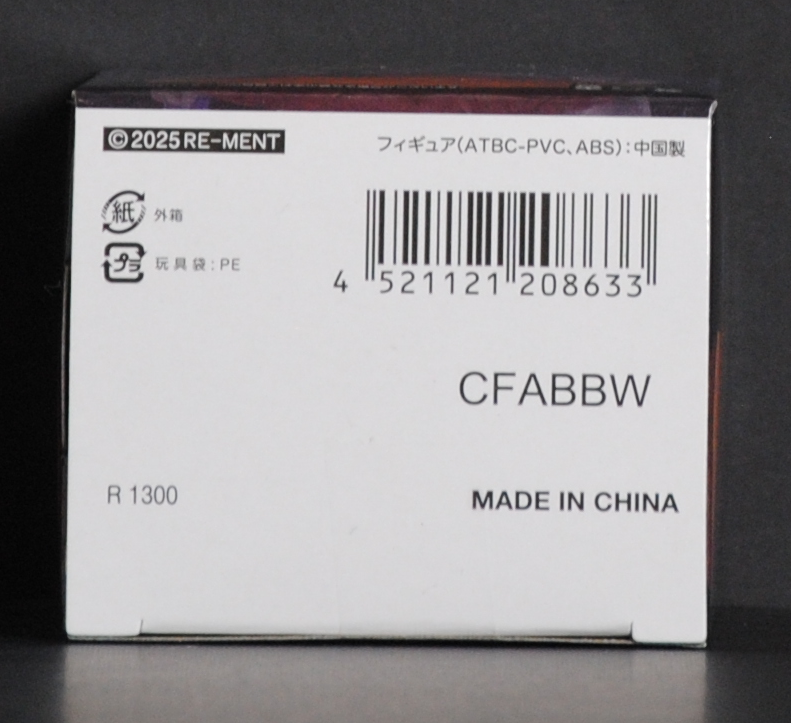 ©2025 RE-MENT
フィギュア(ATBC-PVC、ABS):中国製
紙 外箱
プラ 玩具袋:PE
4 521121 208633
CFABBW
R 1300
MADE IN CHINA